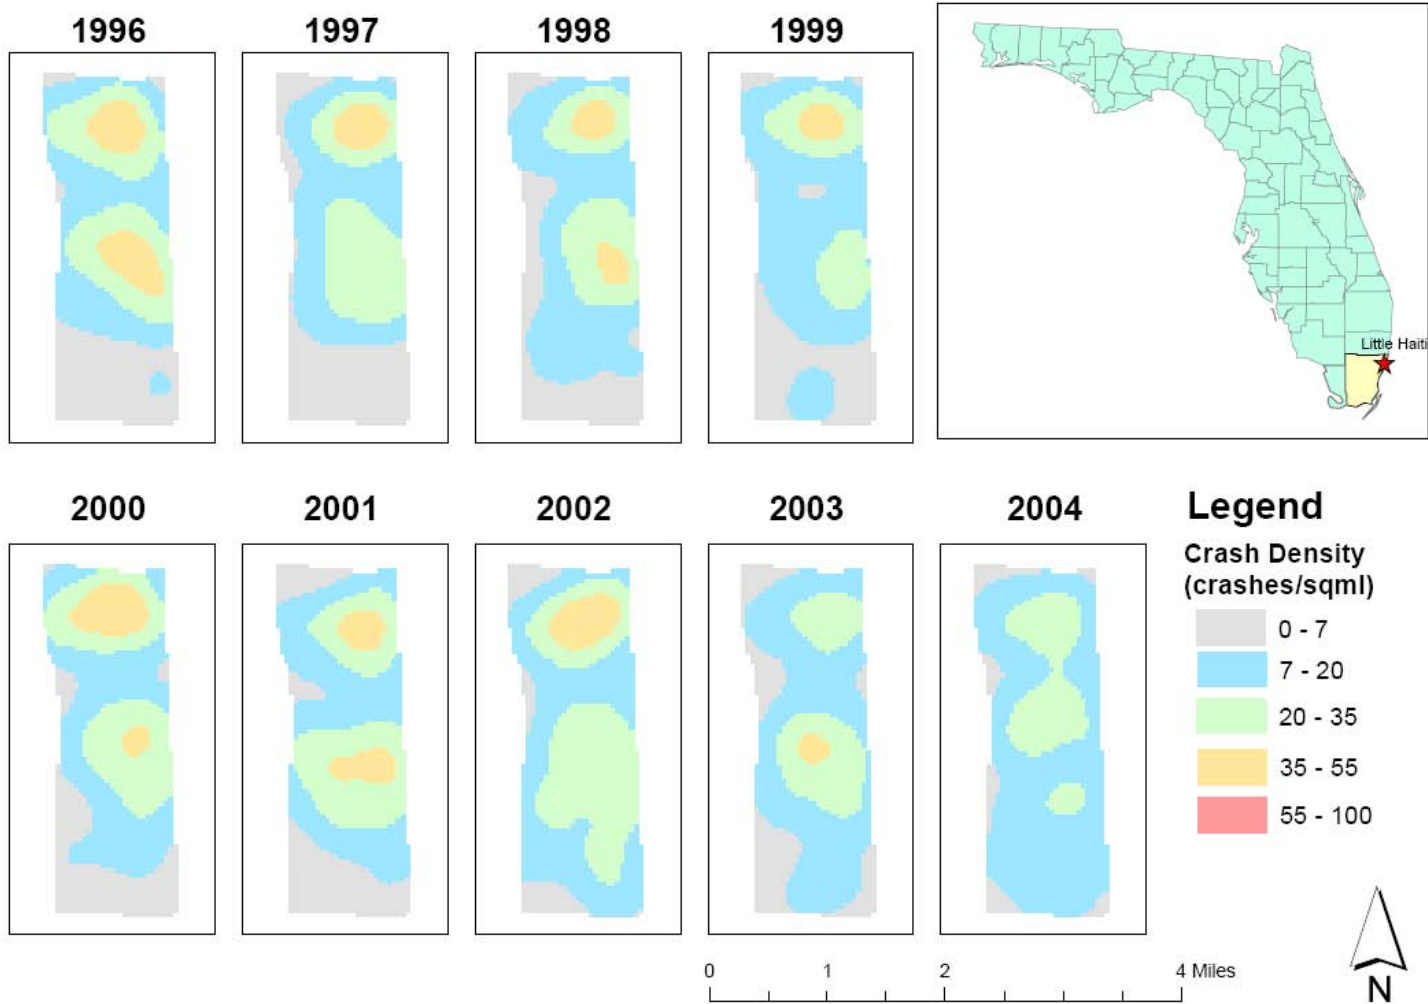 1996 1997 1998 1999
Little Haiti
2000 2001 2002 2003 2004
Legend
Crash Density
(crashes/sqml)
0 - 7
7 - 20
20 - 35
35 - 55
55 - 100
0 1 2 4 Miles
N